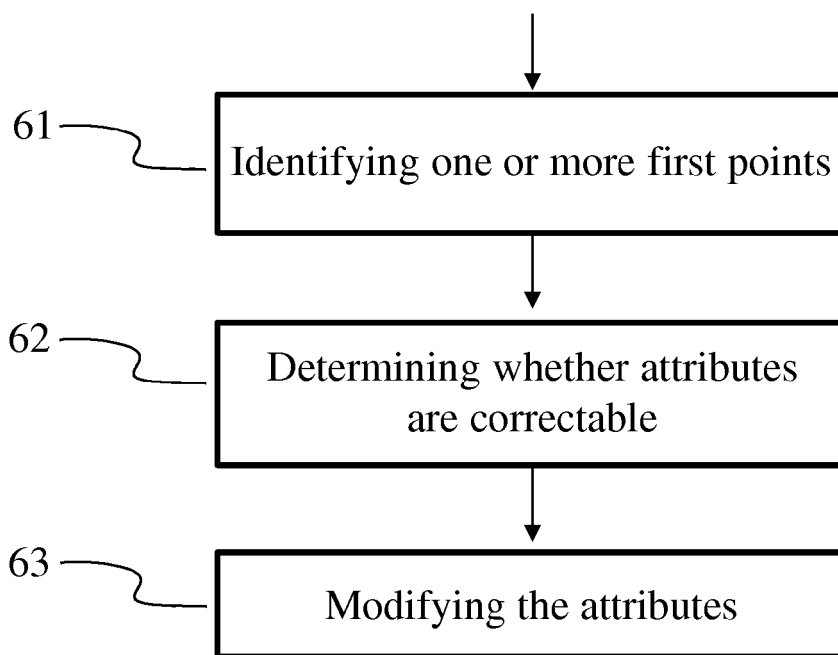 61
Identifying one or more first points
62
Determining whether attributes
are correctable
63
Modifying the attributes